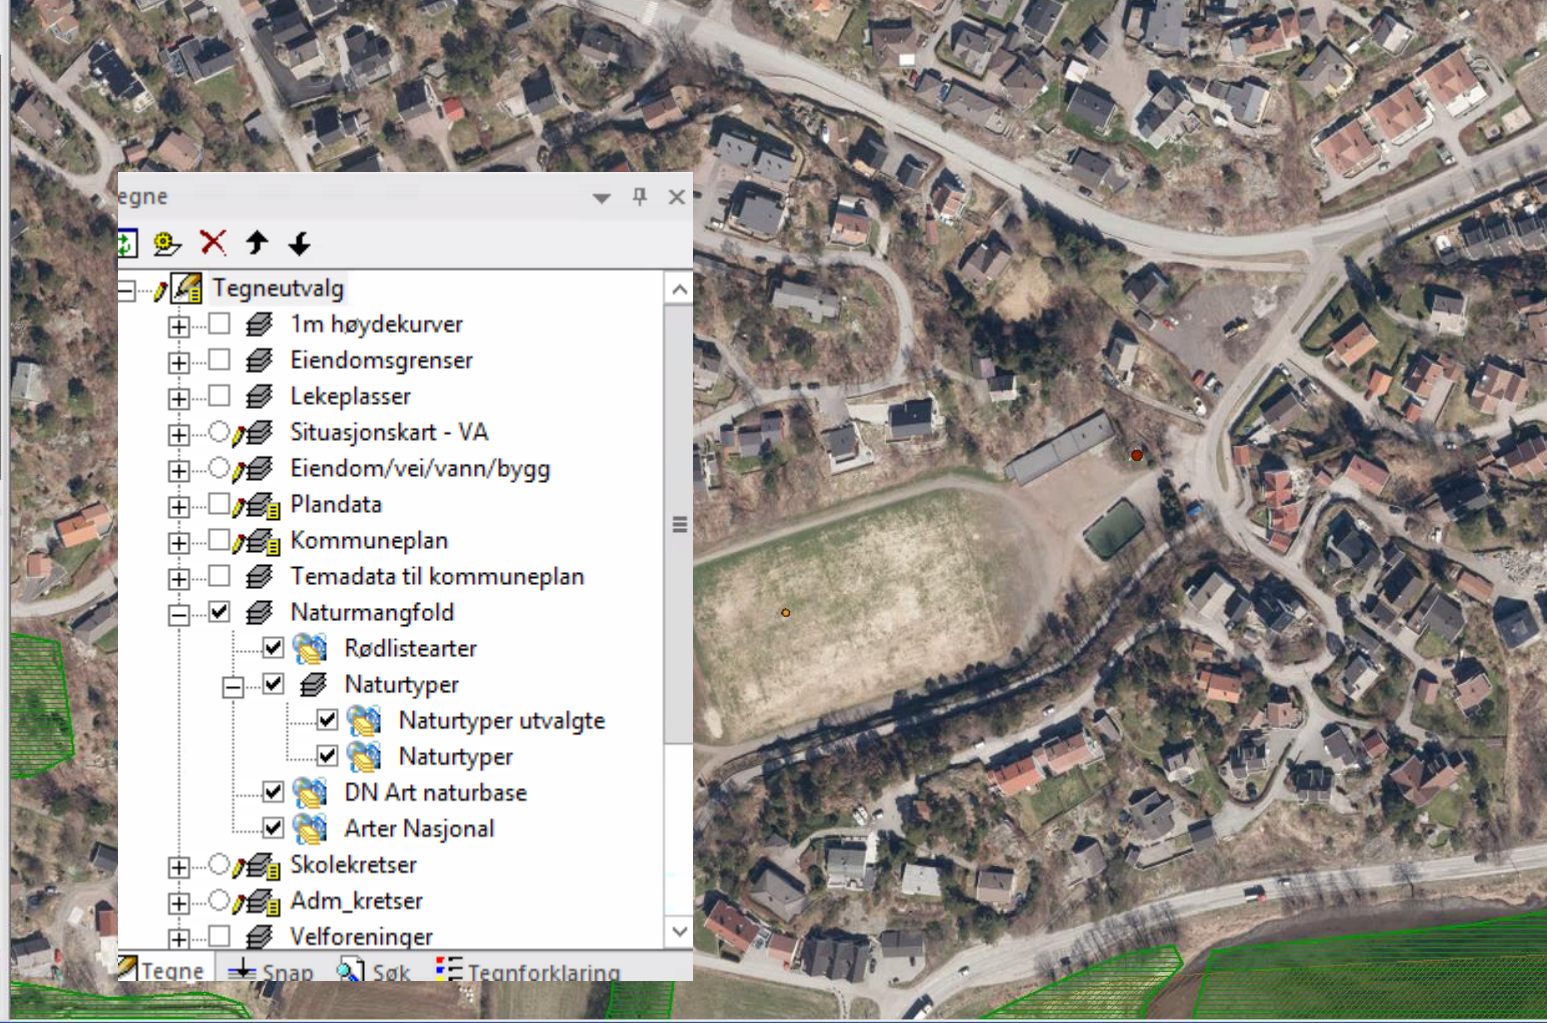 egne
Tegneutvalg
1m høydekurver
Eiendomsgrenser
Lekeplasser
Situasjonskart - VA
Eiendom/vei/vann/bygg
Plandata
Kommuneplan
Temadata til kommuneplan
Naturmangfold
Rødlistearter
Naturtyper
Naturtyper utvalgte
Naturtyper
DN Art naturbase
Arter Nasjonal
Skolekretser
Adm_kretser
Velforeninger
Tegne Snap Søk Tegnforklaring